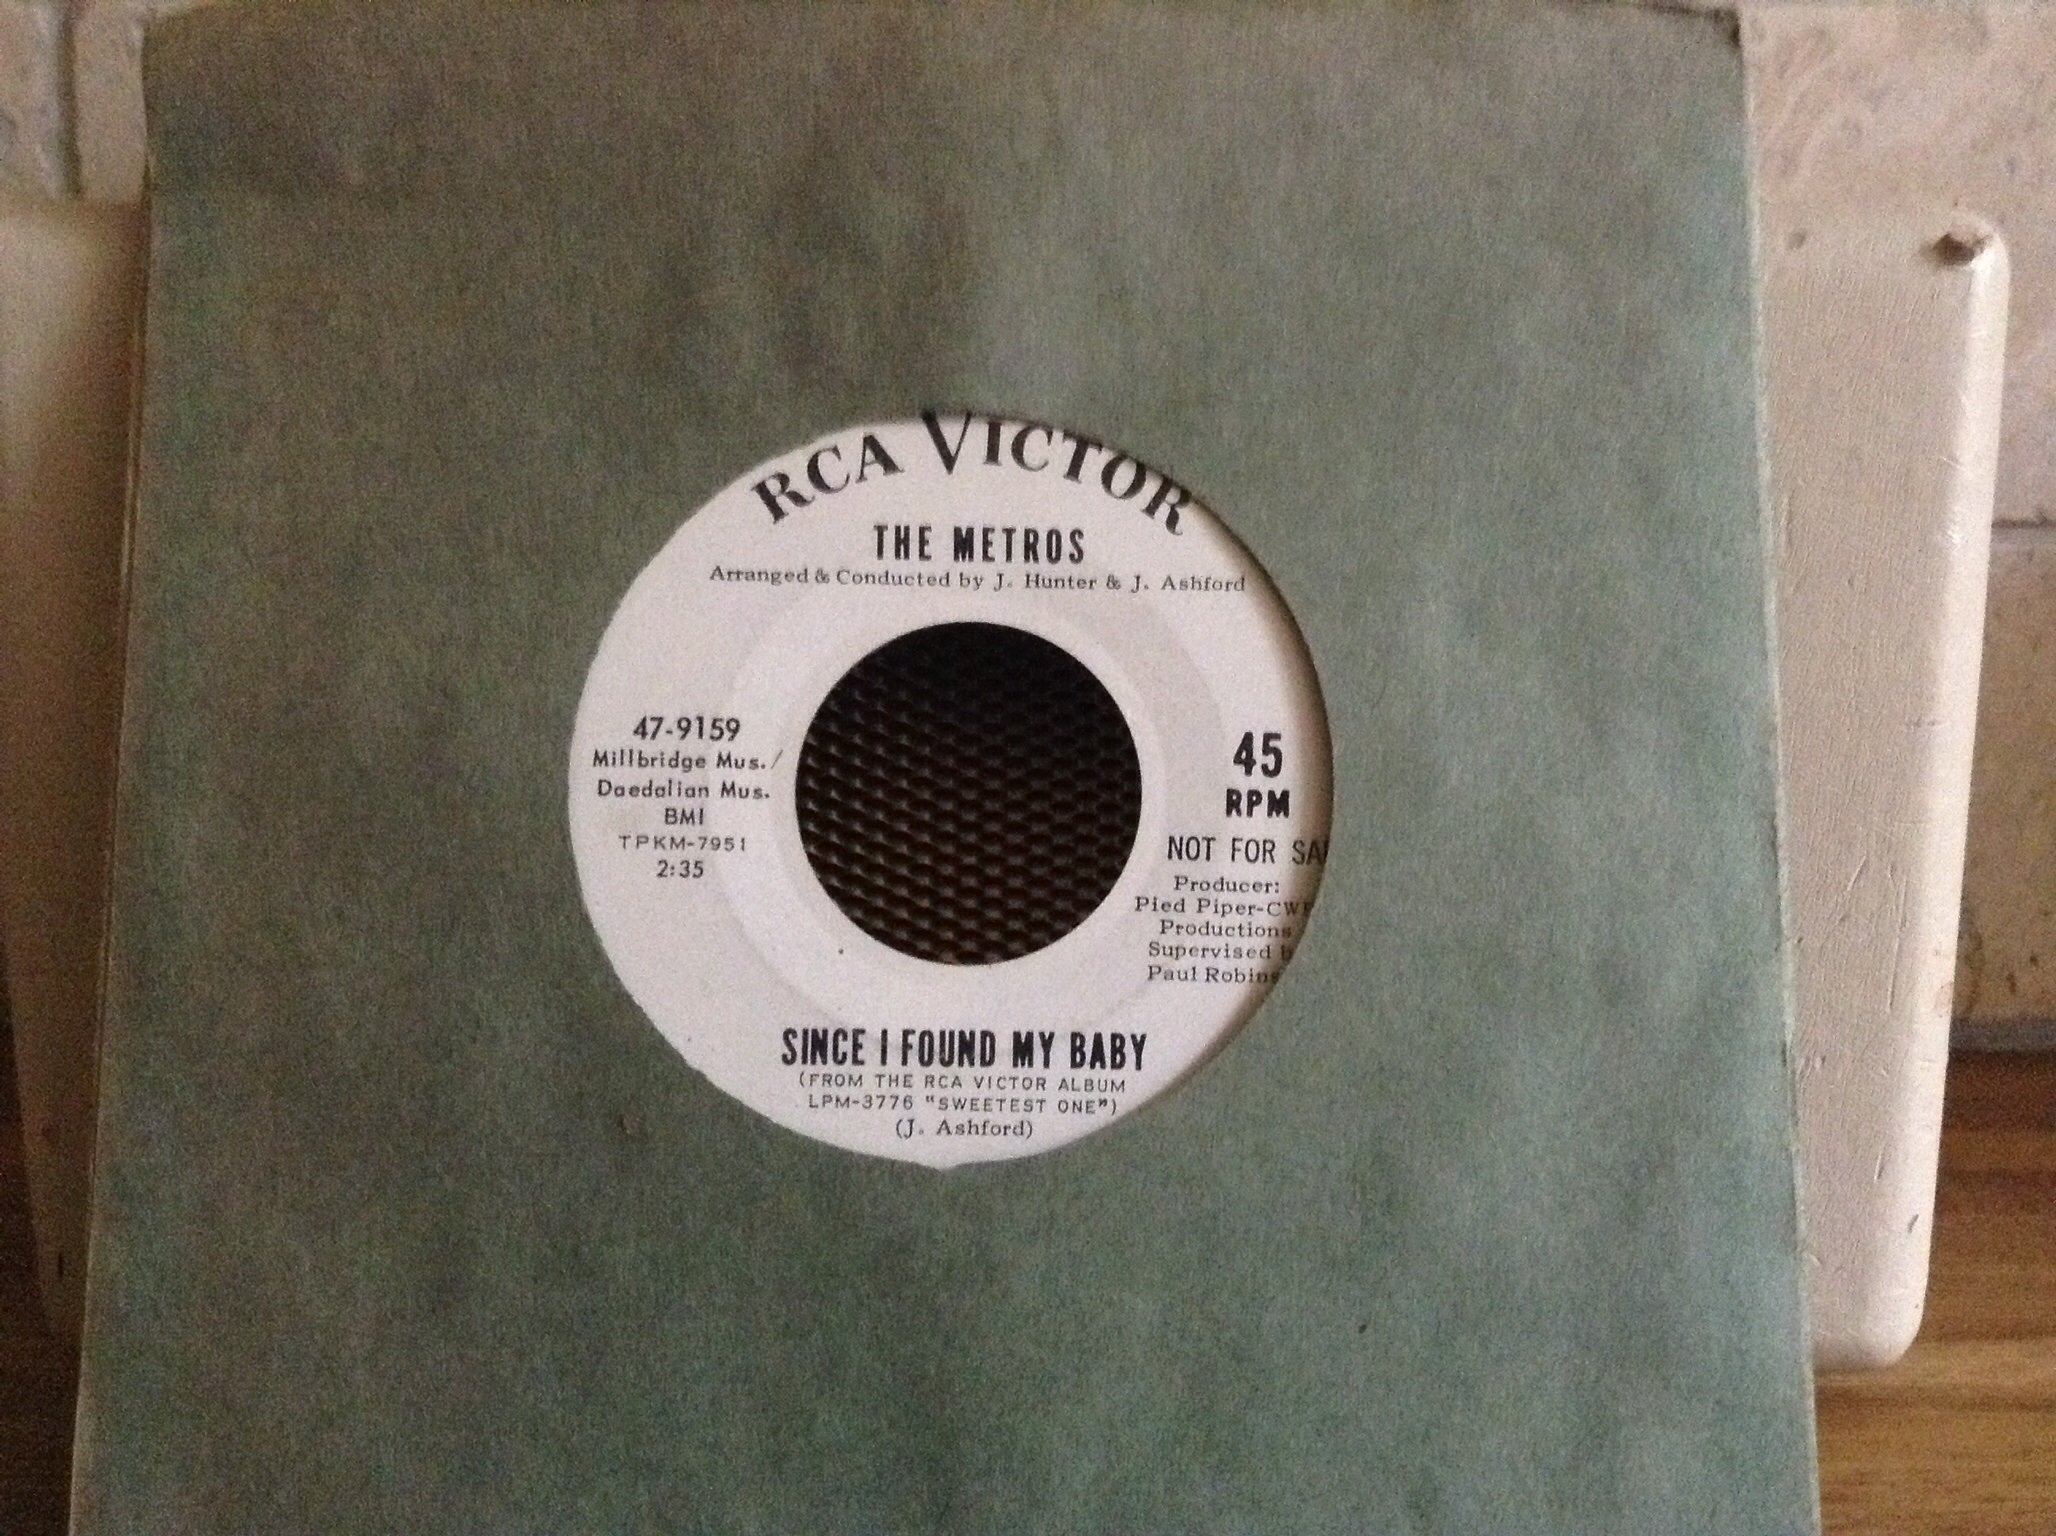 RCA VICTOR
THE METROS
Arranged & Conducted by J. Hunter & J. Ashford
47-9159
Millbridge Mus./
Daedalian Mus.
BMI
TPKM-7951
2:35
45
RPM
NOT FOR
Producer:
Pied Piper-
Productions
Supervised
Paul
SINCE I FOUND MY BABY
(FROM THE RCA VICTOR ALBUM
LPM-3776 "SWEETEST ONE")
(J. Ashford)